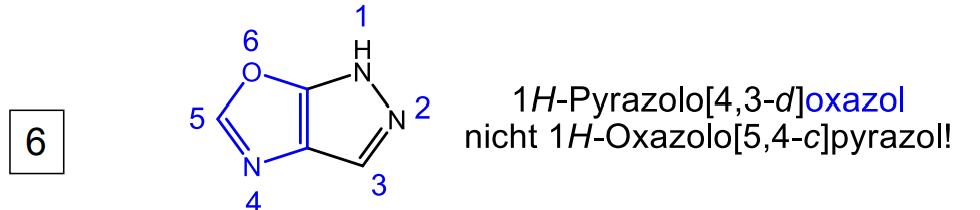 1
6
H
O
N
1H-Pyrazolo[4,3-d]oxazol
5
N
2
nicht 1H-Oxazolo[5,4-c]pyrazol!
6
N
3
4